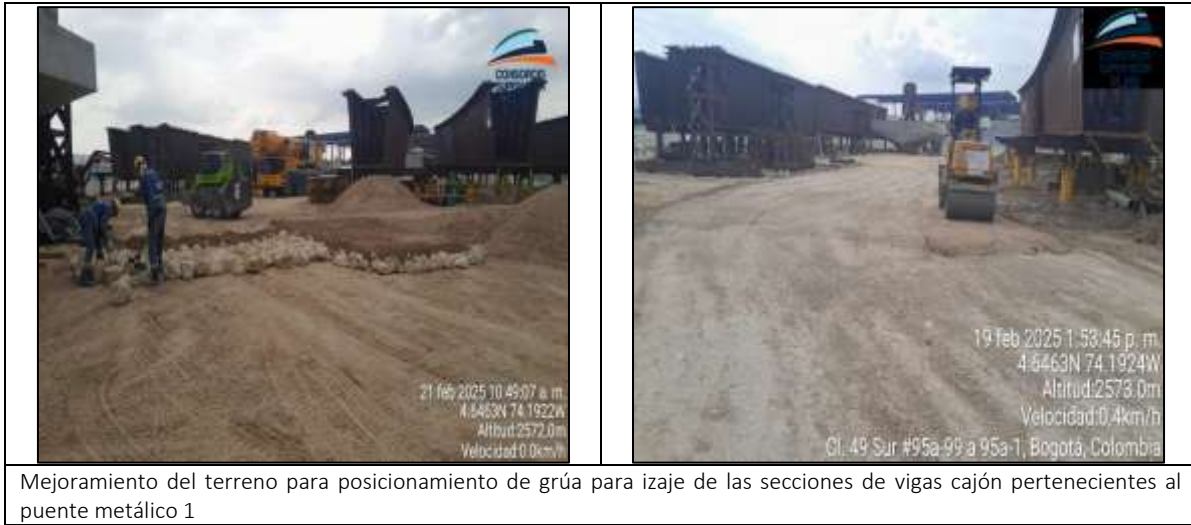 CONSORCIO
21 feb 2025 10:49:07 a. m.
4.6463N 74.1922W
Altitud:2572.0m
Velocidad:0.0km/h
19 feb 2025 1:53:45 p. m.
4.6463N 74.1924W
Altitud:2573.0m
Velocidad:0.4km/h
Cl. 49 Sur #95a-99 a 95a-1, Bogotá, Colombia
Mejoramiento del terreno para posicionamiento de grúa para izaje de las secciones de vigas cajón pertenecientes al
puente metálico 1